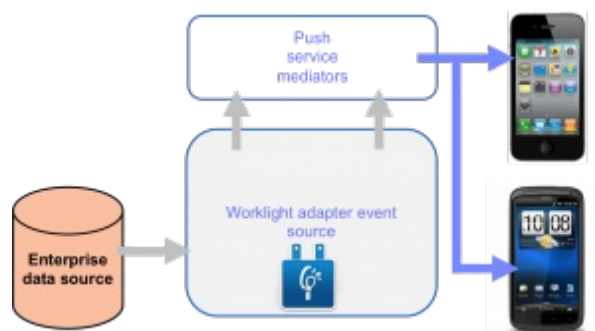 Push
service
mediators
Worklight adapter event
source
Enterprise
data source
10 08